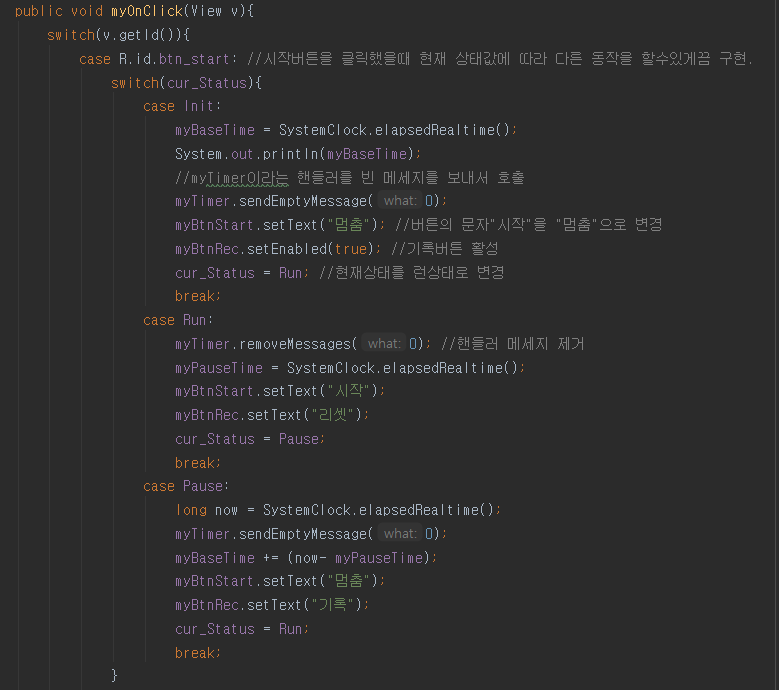 public void myOnClick(View v){
switch(v.getId()){
case R.id.btn_start: //시작버튼을 클릭했을때 현재 상태값에 따라 다른 동작을 할수있게끔 구현.
switch(cur_Status){
case Init:
myBaseTime = SystemClock.elapsedRealtime();
System.out.println(myBaseTime);
//myTimer이라는 핸들러를 빈 메세지를 보내서 호출
myTimer.sendEmptyMessage( what: 0);
myBtnStart.setText("멈춤"); //버튼의 문자"시작"을 "멈춤"으로 변경
myBtnRec.setEnabled(true); //기록버튼 활성
cur_Status = Run; //현재상태를 런상태로 변경
break;
case Run:
myTimer.removeMessages( what: 0); //핸들러 메세지 제거
myPauseTime = SystemClock.elapsedRealtime();
myBtnStart.setText("시작");
myBtnRec.setText("리셋");
cur_Status = Pause;
break;
case Pause:
long now = SystemClock.elapsedRealtime();
myTimer.sendEmptyMessage( what: 0);
myBaseTime += (now- myPauseTime);
myBtnStart.setText("멈춤");
myBtnRec.setText("기록");
cur_Status = Run;
break;
}